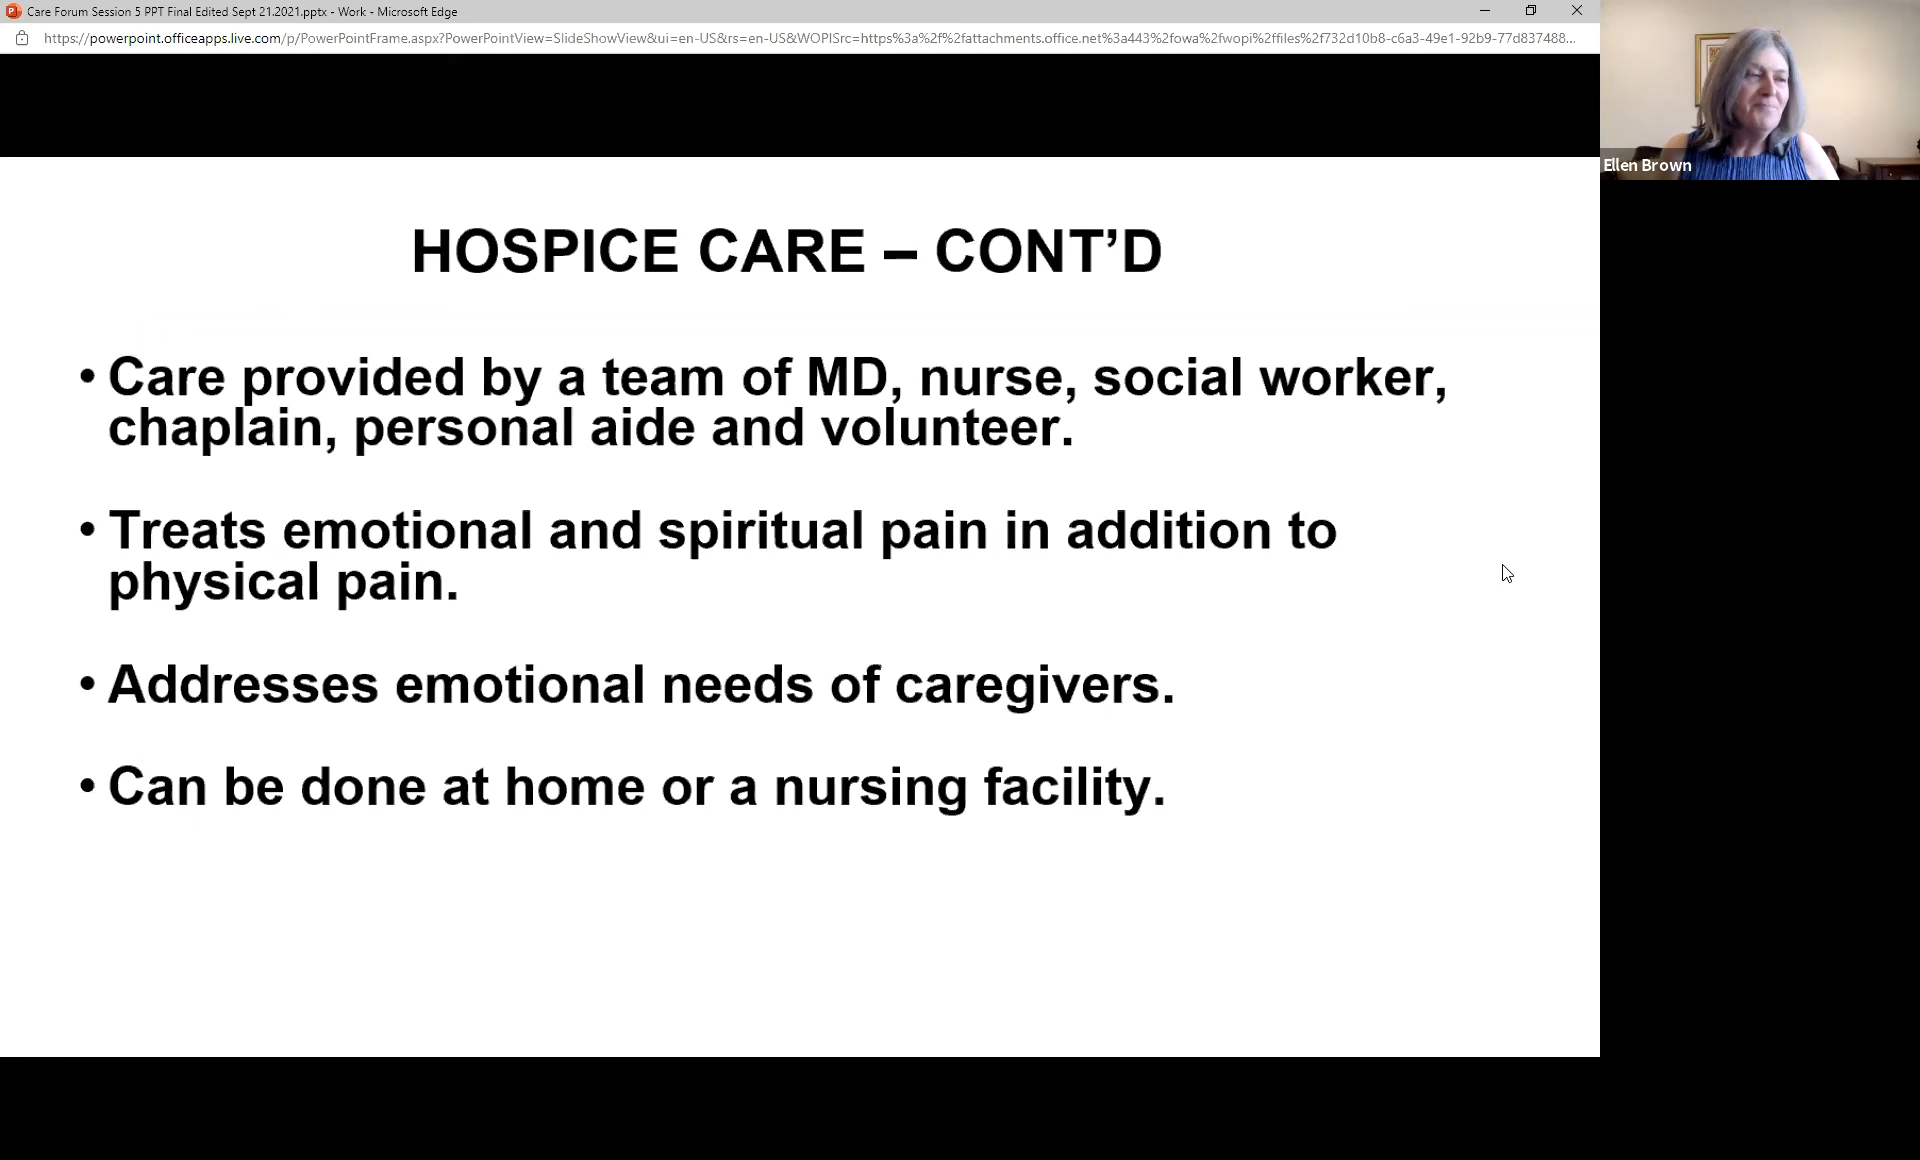 Care Forum Session 5 PPT Final Edited Sept 21.2021.pptx - Work - Microsoft Edge
https://powerpoint.officeapps.live.com/p/PowerPointFrame.aspx?PowerPointView=SlideShowView&ui=en-US&rs=en-US&WOPISrc=https%3a%2f%2fattachments.office.net%3a443%2fowa%2fwopi%2ffiles%2f732d10b8-c6a3-49e1-92b9-77d837488...
Ellen Brown
HOSPICE CARE – CONT’D
• Care provided by a team of MD, nurse, social worker,
chaplain, personal aide and volunteer.
• Treats emotional and spiritual pain in addition to
physical pain.
• Addresses emotional needs of caregivers.
• Can be done at home or a nursing facility.